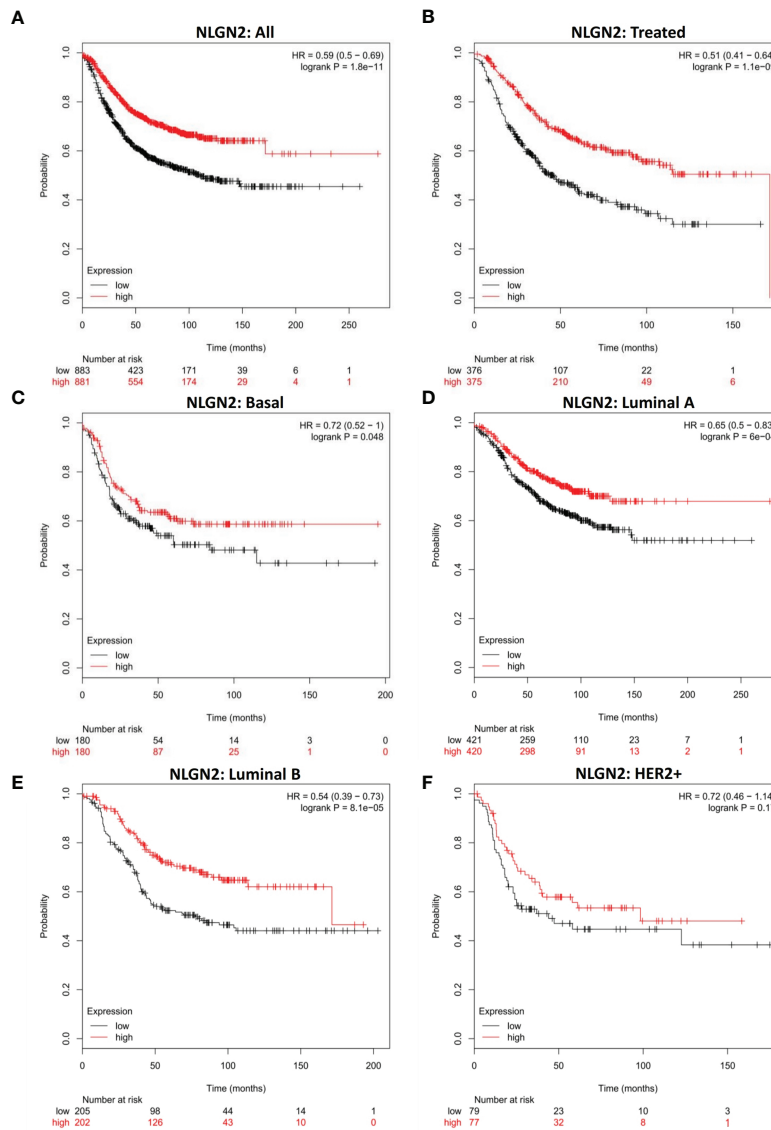 A
NLGN2: All
HR = 0.59 (0.5 − 0.69)
logrank P = 1.8e−11
Probability
1.0
0.8
0.6
0.4
0.2
0.0
Expression
low
high
0 50 100 150 200 250
Time (months)
Number at risk
low 883 423 171 39 6 1
high 881 554 174 29 4 1
B
NLGN2: Treated
HR = 0.51 (0.41 − 0.64
logrank P = 1.1e−0
Probability
1.0
0.8
0.6
0.4
0.2
0.0
Expression
low
high
0 50 100 150
Time (months)
Number at risk
low 376 107 22 1
high 375 210 49 6
C
NLGN2: Basal
HR = 0.72 (0.52 − 1)
logrank P = 0.048
Probability
1.0
0.8
0.6
0.4
0.2
0.0
Expression
low
high
0 50 100 150 200
Time (months)
Number at risk
low 180 54 14 3 0
high 180 87 25 1 0
D
NLGN2: Luminal A
HR = 0.65 (0.5 − 0.83
logrank P = 6e−0
Probability
1.0
0.8
0.6
0.4
0.2
0.0
Expression
low
high
0 50 100 150 200 250
Time (months)
Number at risk
low 421 259 110 23 7 1
high 420 298 91 13 2 1
E
NLGN2: Luminal B
HR = 0.54 (0.39 − 0.73)
logrank P = 8.1e−05
Probability
1.0
0.8
0.6
0.4
0.2
0.0
Expression
low
high
0 50 100 150 200
Time (months)
Number at risk
low 205 98 44 14 1
high 202 126 43 10 0
F
NLGN2: HER2+
HR = 0.72 (0.46 − 1.14
logrank P = 0.1
Probability
1.0
0.8
0.6
0.4
0.2
0.0
Expression
low
high
0 50 100 150
Time (months)
Number at risk
low 79 23 10 3
high 77 32 8 1